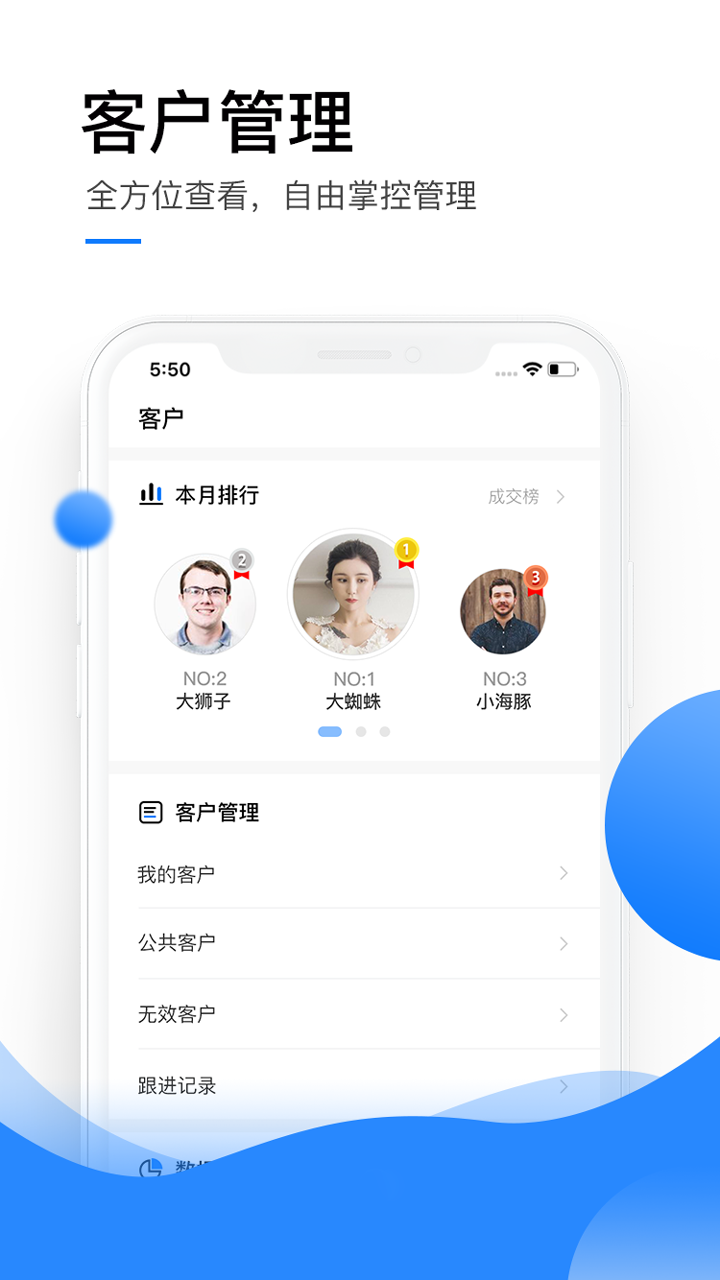 客户管理
全方位查看，自由掌控管理
5:50
客户
本月排行
成交榜
2
1
3
NO:2
NO:1
NO:3
大狮子
大蜘蛛
小海豚
客户管理
我的客户
公共客户
无效客户
跟进记录
数